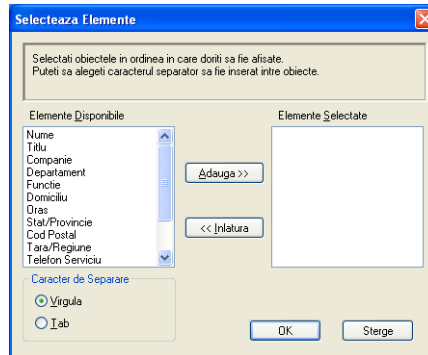 Selecteaza Elemente
Selectati obiectele in ordinea in care doriti sa fie afisate.
Puteti sa alegeti caracterul separator sa fie inserat intre obiecte.
Elemente Disponibile
Elemente Selectate
Nume
Titlu
Companie
Departament
Functie
Domiciliu
Oras
Stat/Provincie
Cod Postal
Tara/Regiune
Telefon Serviciu
Adauga >>
<< Inlatura
Caracter de Separare
Virgula
Tab
OK
Sterge